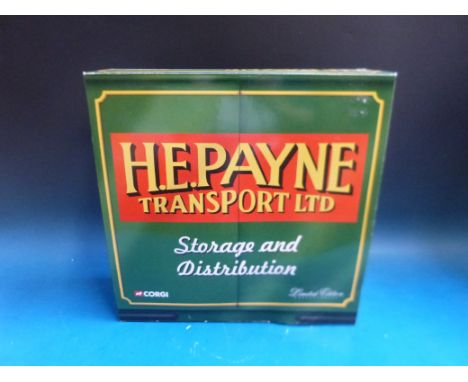 H.E.PAYNE
TRANSPORT LTD
Storage and
Distribution
CORGI
Limited Edition